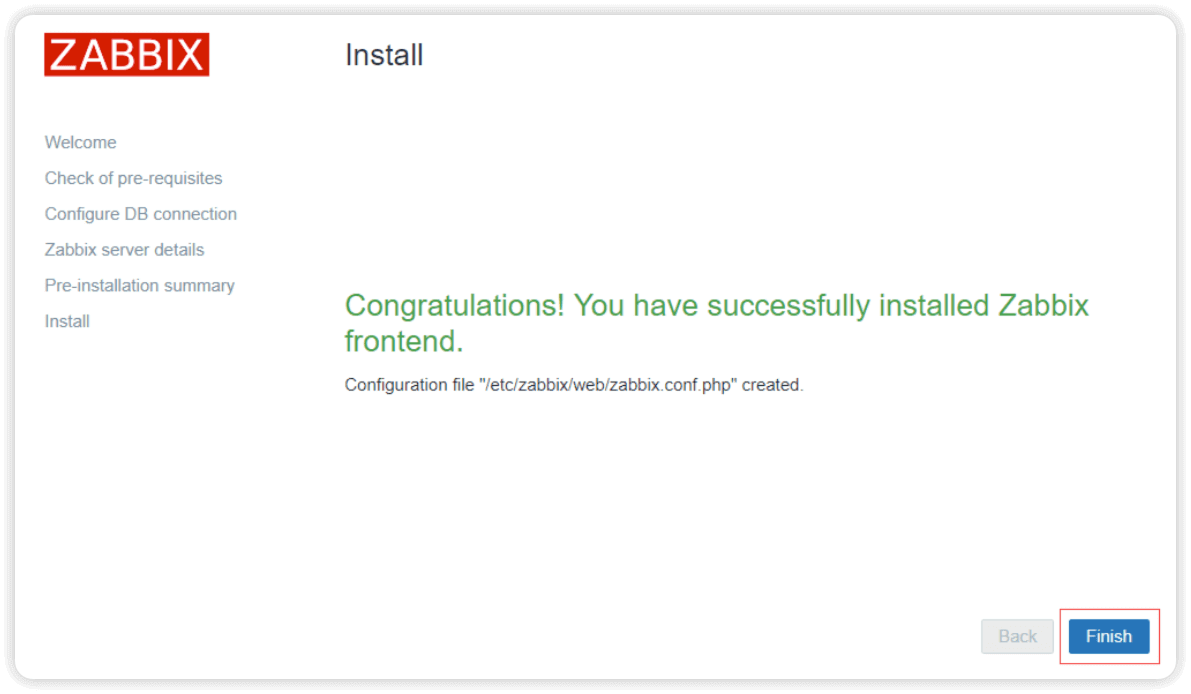 ZABBIX
Install
Welcome
Check of pre-requisites
Configure DB connection
Zabbix server details
Pre-installation summary
Install
Congratulations! You have successfully installed Zabbix
frontend.
Configuration file "/etc/zabbix/web/zabbix.conf.php" created.
Back
Finish